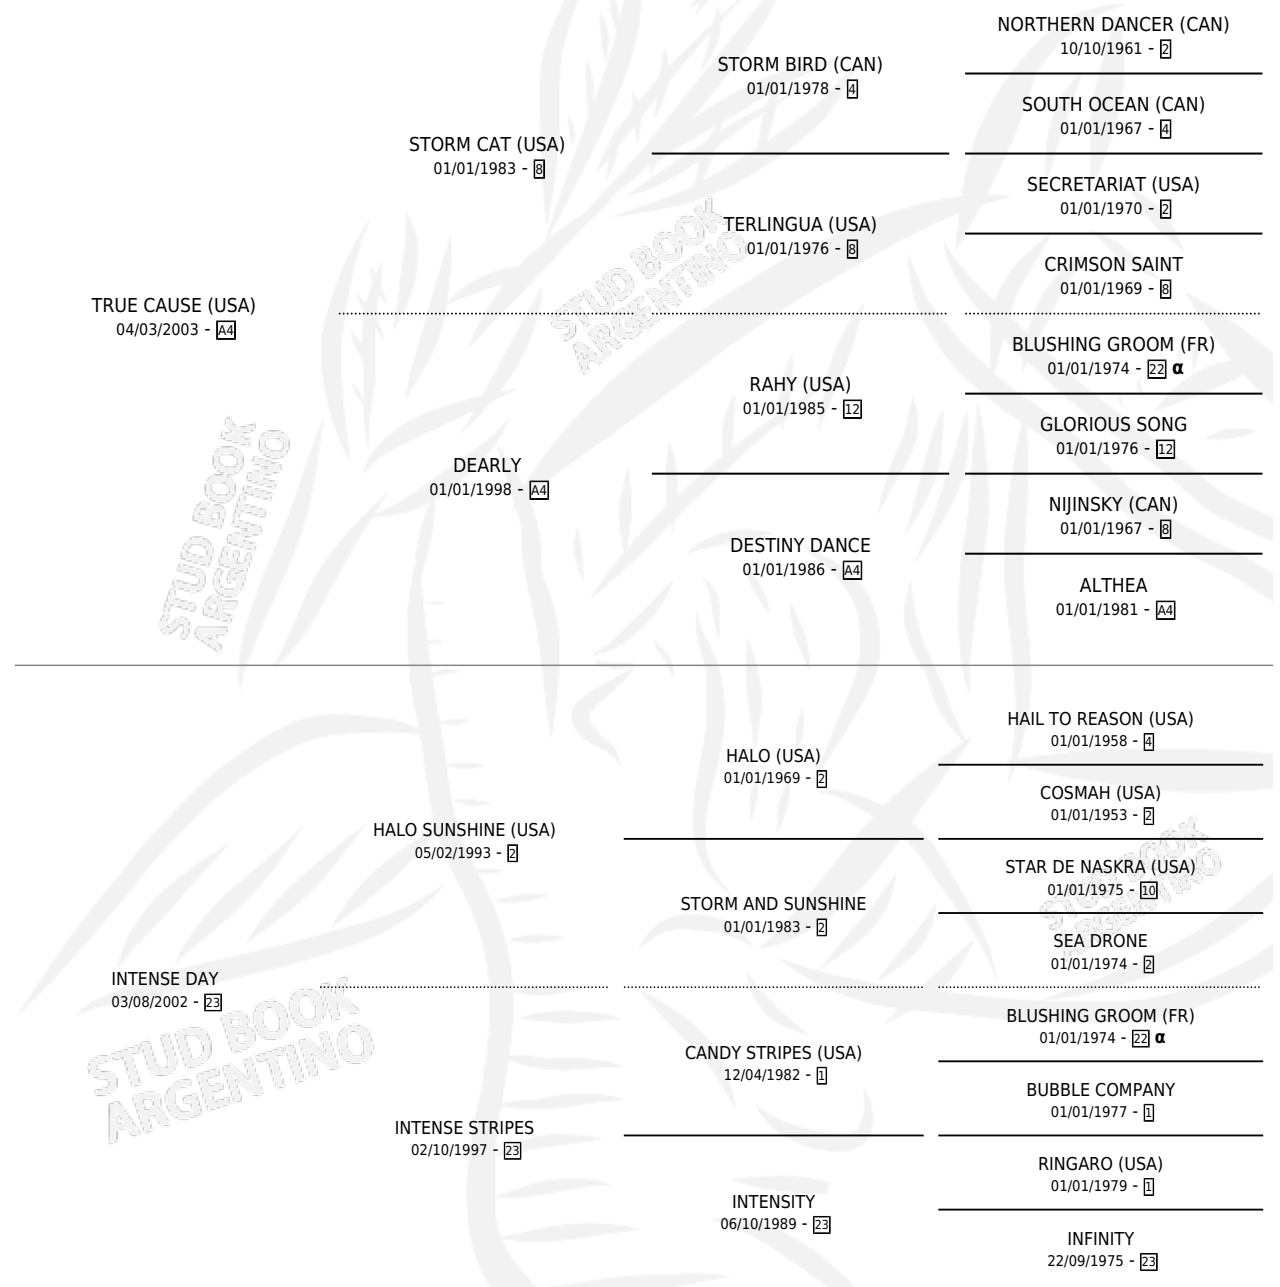 NORTHERN DANCER (CAN)
10/10/1961 - 2
STORM BIRD (CAN)
01/01/1978 - 4
SOUTH OCEAN (CAN)
01/01/1967 - 4
STORM CAT (USA)
01/01/1983 - 8
SECRETARIAT (USA)
01/01/1970 - 2
TERLINGUA (USA)
01/01/1976 - 8
CRIMSON SAINT
01/01/1969 - 8
TRUE CAUSE (USA)
04/03/2003 - A4
BLUSHING GROOM (FR)
01/01/1974 - 22 α
RAHY (USA)
01/01/1985 - 12
GLORIOUS SONG
01/01/1976 - 12
DEARLY
01/01/1998 - A4
NIJINSKY (CAN)
01/01/1967 - 8
DESTINY DANCE
01/01/1986 - A4
ALTHEA
01/01/1981 - A4
HAIL TO REASON (USA)
01/01/1958 - 4
HALO (USA)
01/01/1969 - 2
COSMAH (USA)
01/01/1953 - 2
HALO SUNSHINE (USA)
05/02/1993 - 2
STAR DE NASKRA (USA)
01/01/1975 - 10
STORM AND SUNSHINE
01/01/1983 - 2
SEA DRONE
01/01/1974 - 2
INTENSE DAY
03/08/2002 - 23
BLUSHING GROOM (FR)
01/01/1974 - 22 α
CANDY STRIPES (USA)
12/04/1982 - 1
BUBBLE COMPANY
01/01/1977 - 1
INTENSE STRIPES
02/10/1997 - 23
RINGARO (USA)
01/01/1979 - 1
INTENSITY
06/10/1989 - 23
INFINITY
22/09/1975 - 23
STUD BOOK
ARGENTINO
STUD BOOK
ARGENTINO
STUD BOOK
ARGENTINO
STUD BOOK
ARGENTINO